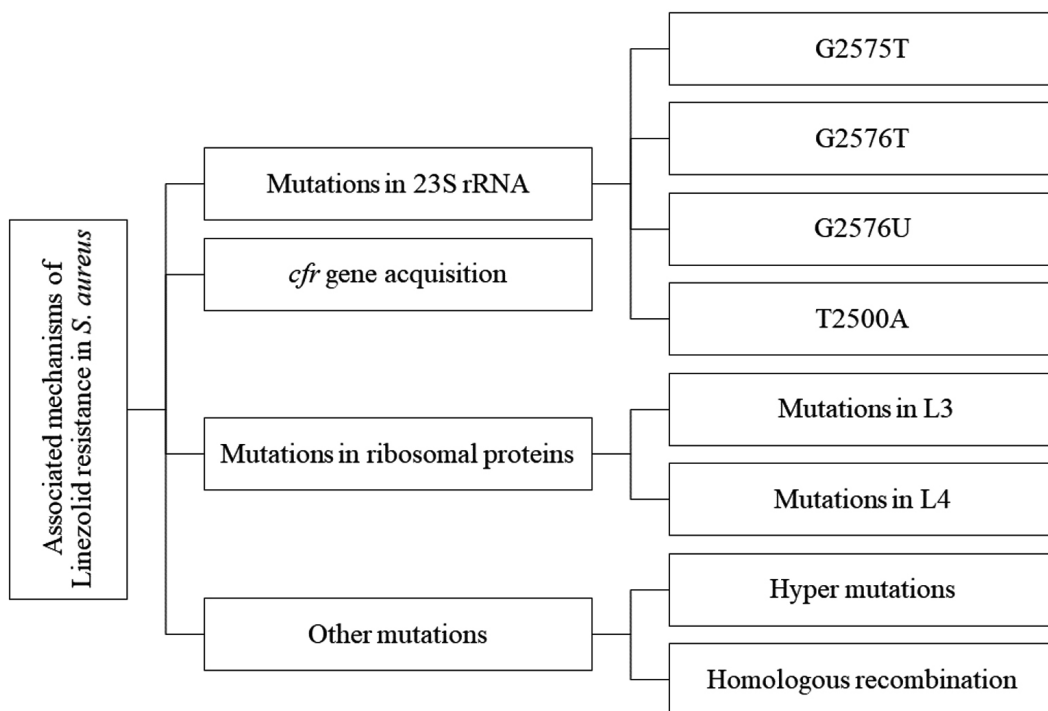 Associated mechanisms of
Linezolid resistance in S. aureus
Mutations in 23S rRNA
G2575T
G2576T
G2576U
T2500A
cfr gene acquisition
Mutations in ribosomal proteins
Mutations in L3
Mutations in L4
Other mutations
Hyper mutations
Homologous recombination